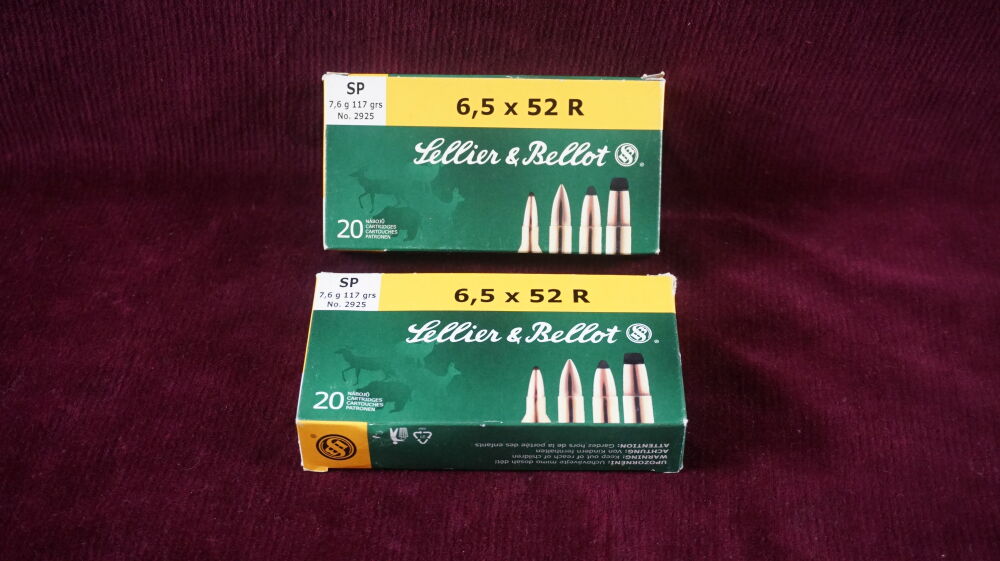 SP
7,6 g 117 grs
No. 2925
6,5 x 52 R
Lellier & Bellot
20
NÁBOJŮ
CARTRIDGES
CARTOUCHES
PATRONEN
SP
7,6 g 117 grs
No. 2925
6,5 x 52 R
Lellier & Bellot
20
NÁBOJŮ
CARTRIDGES
CARTOUCHES
PATRONEN
UPOZORNĚNÍ: Uchovávejte mimo dosah dětí
WARNING: Keep out of reach of children
ACHTUNG: Von Kindern fernhalten
ATTENTION: Gardez hors de la portée des enfants